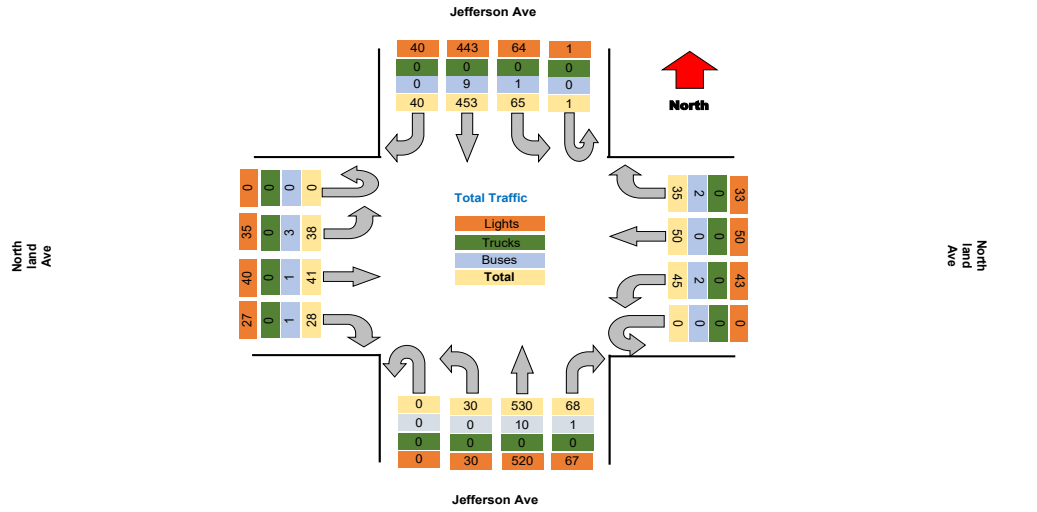 Jefferson Ave
40 443 64 1
0 0 0 0
0 9 1 0
40 453 65 1
North
0 0 0 0
35 0 3 38
40 0 1 41
27 0 1 28
North
land
Ave
Total Traffic
Lights
Trucks
Buses
Total
35 2 0 33
50 0 0 50
45 2 0 43
0 0 0 0
North
land
Ave
0 30 530 68
0 0 10 1
0 0 0 0
0 30 520 67
Jefferson Ave